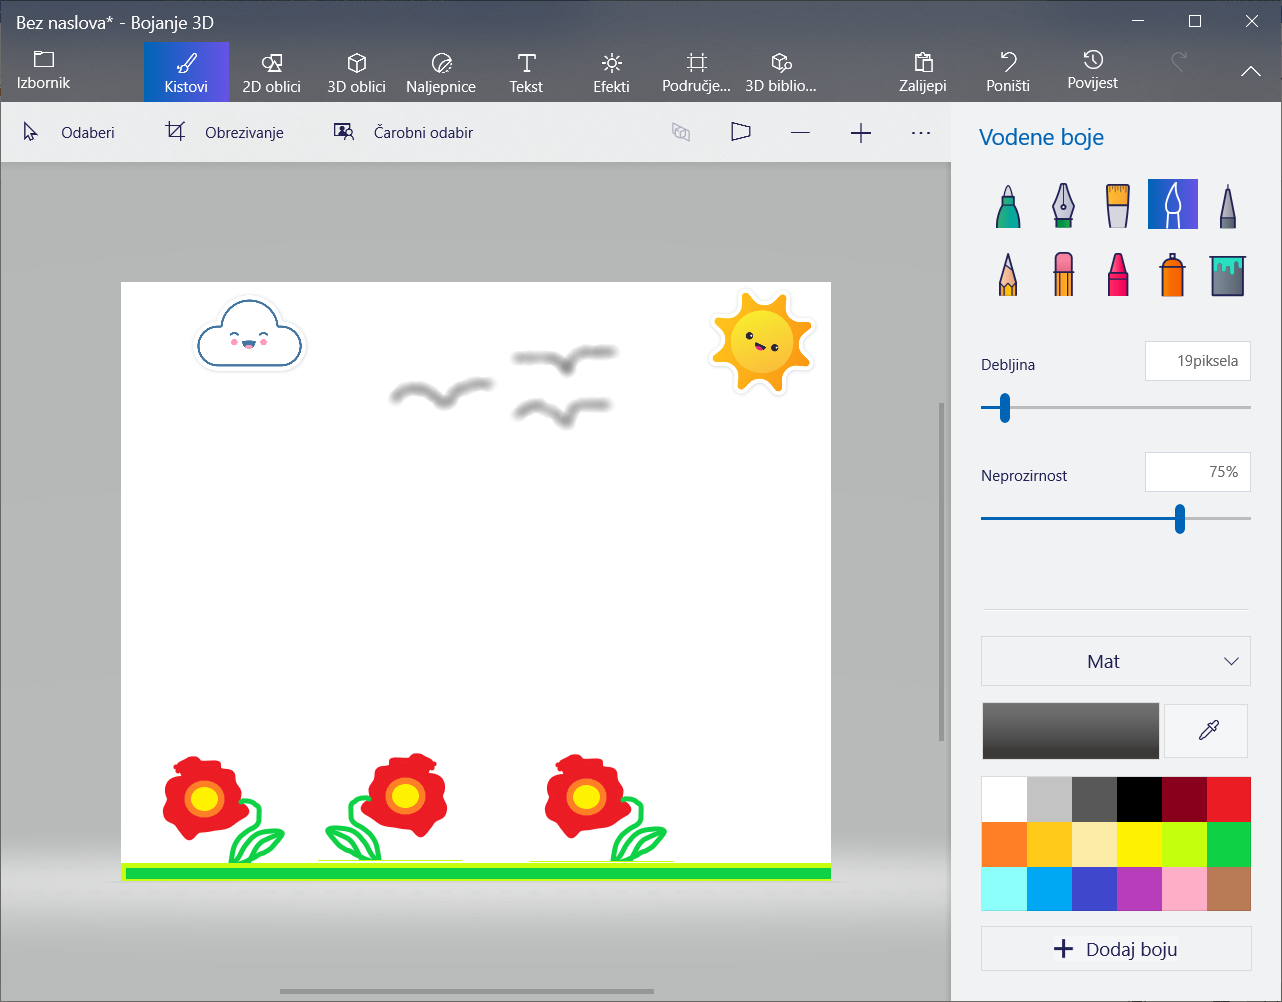 Bez naslova* - Bojanje 3D
Izbornik
Kistovi
2D oblici
3D oblici
Naljepnice
Tekst
Efekti
Područje...
3D biblio...
Zalijepi
Poništi
Povijest
Odaberi
Obrezivanje
Čarobni odabir
Vodene boje
Debljina
19piksela
Neprozirnost
75%
Mat
Dodaj boju